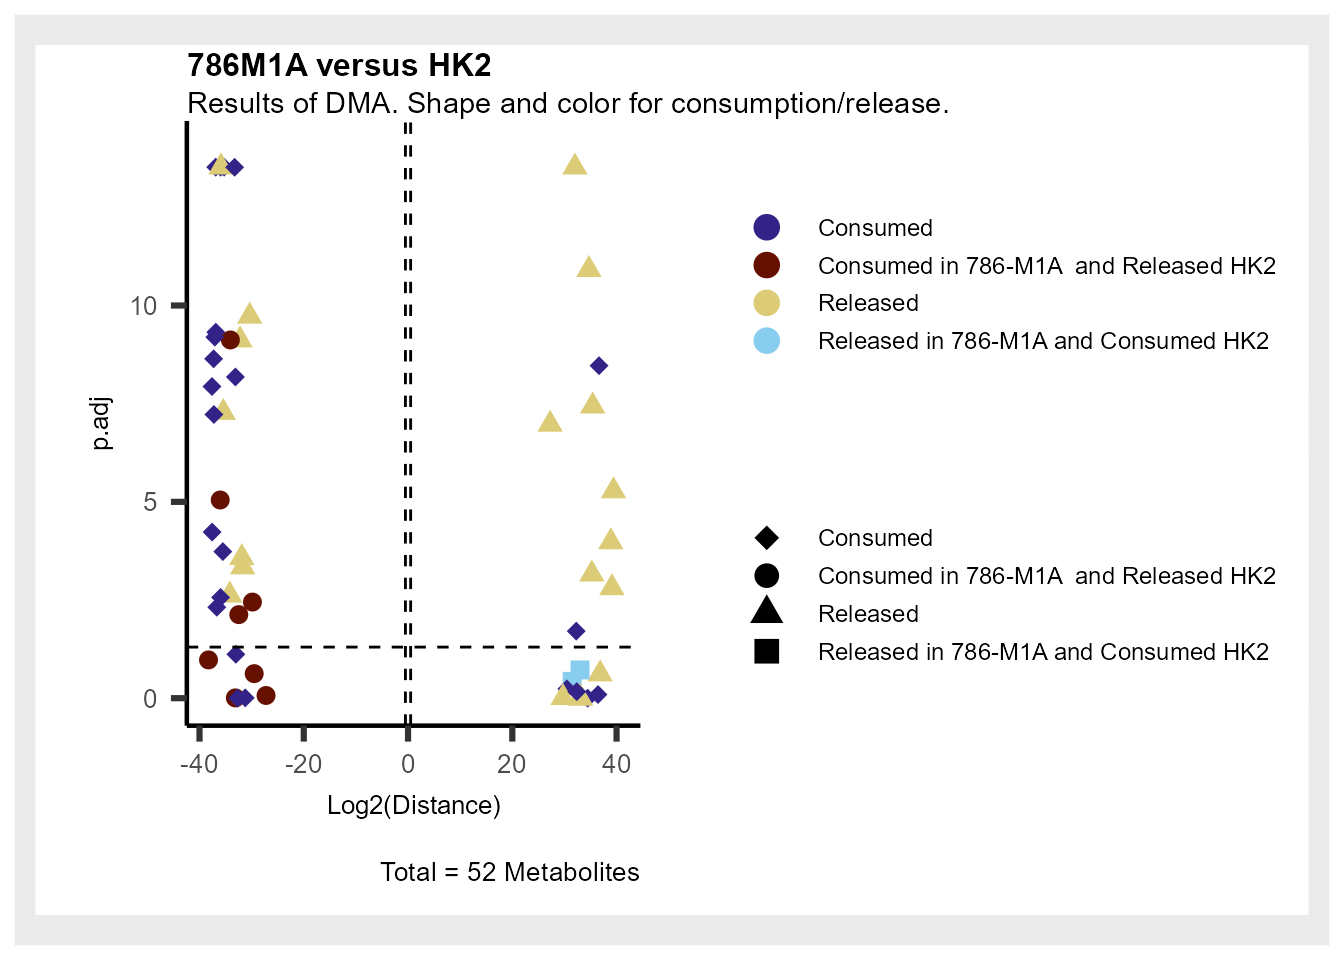 786M1A versus HK2
Results of DMA. Shape and color for consumption/release.
p.adj
10
5
0
-40
-20
0
20
40
Log2(Distance)
Total = 52 Metabolites
Consumed
Consumed in 786-M1A  and Released HK2
Released
Released in 786-M1A and Consumed HK2
Consumed
Consumed in 786-M1A  and Released HK2
Released
Released in 786-M1A and Consumed HK2